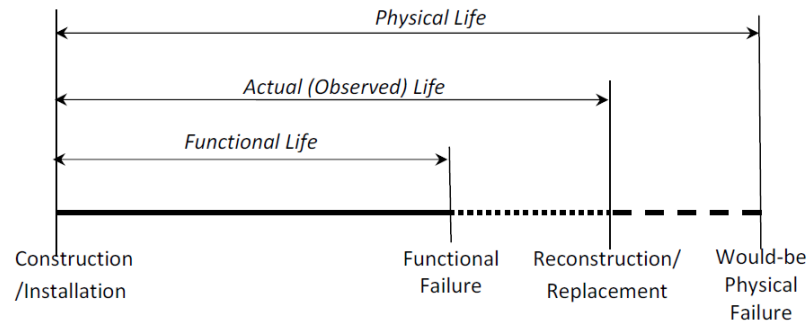 Physical Life
Actual (Observed) Life
Functional Life
Construction
/Installation
Functional
Failure
Reconstruction/
Replacement
Would-be
Physical
Failure